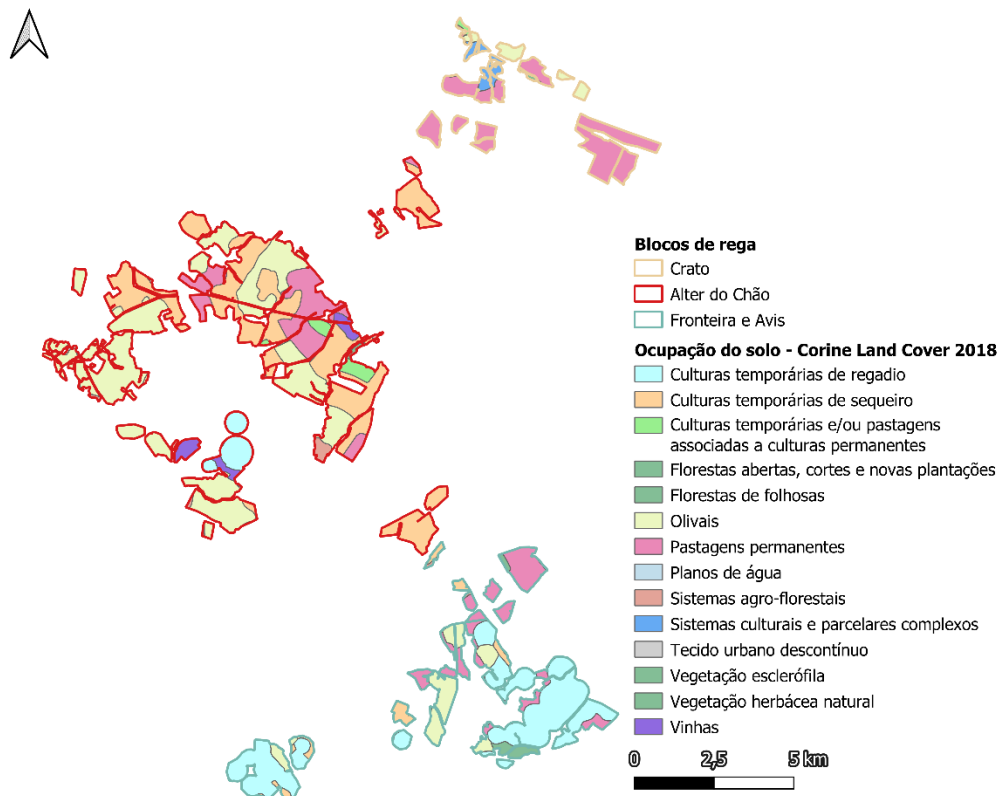 Blocos de rega
Crato
Alter do Chão
Fronteira e Avis
Ocupação do solo - Corine Land Cover 2018
Culturas temporárias de regadio
Culturas temporárias de sequeiro
Culturas temporárias e/ou pastagens
associadas a culturas permanentes
Florestas abertas, cortes e novas plantações
Florestas de folhosas
Olivais
Pastagens permanentes
Planos de água
Sistemas agro-florestais
Sistemas culturais e parcelares complexos
Tecido urbano descontínuo
Vegetação esclerófila
Vegetação herbácea natural
Vinhas
0 2,5 5 km